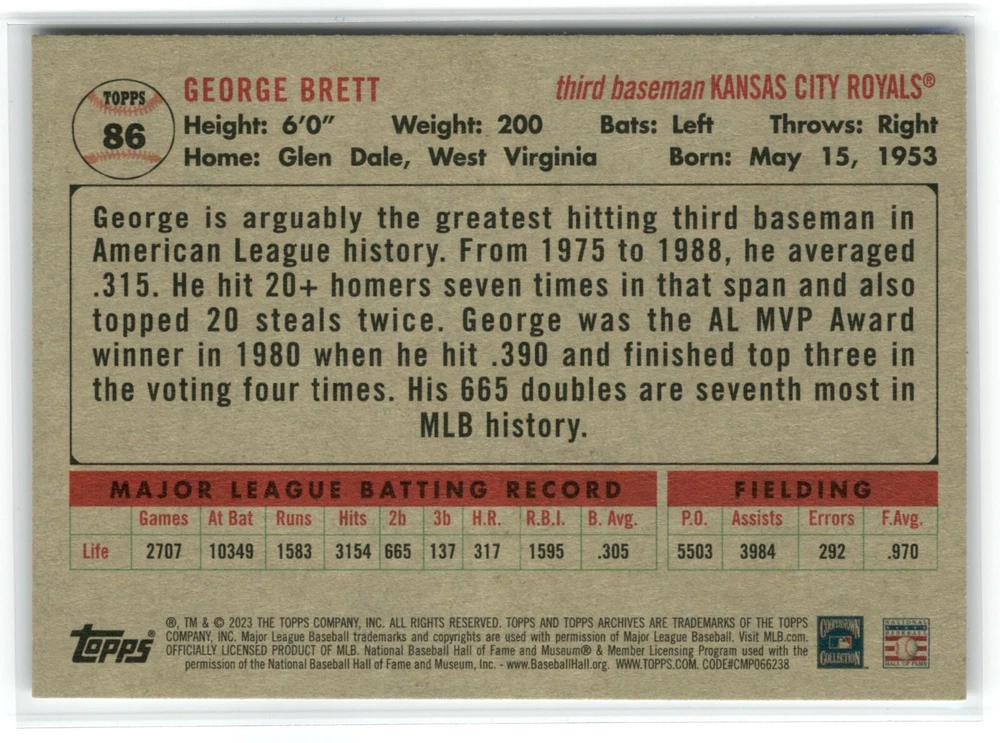 TOPPS
86
GEORGE BRETT
third baseman KANSAS CITY ROYALS®
Height: 6'0" Weight: 200 Bats: Left Throws: Right
Home: Glen Dale, West Virginia Born: May 15, 1953
George is arguably the greatest hitting third baseman in
American League history. From 1975 to 1988, he averaged
.315. He hit 20+ homers seven times in that span and also
topped 20 steals twice. George was the AL MVP Award
winner in 1980 when he hit .390 and finished top three in
the voting four times. His 665 doubles are seventh most in
MLB history.
MAJOR LEAGUE BATTING RECORD
Games At Bat Runs Hits 2b 3b H.R. R.B.I. B. Avg.
Life 2707 10349 1583 3154 665 137 317 1595 .305
FIELDING
P.O. Assists Errors F.Avg.
5503 3984 292 .970
topps®
®, TM & © 2023 THE TOPPS COMPANY, INC. ALL RIGHTS RESERVED. TOPPS AND TOPPS ARCHIVES ARE TRADEMARKS OF THE TOPPS
COMPANY, INC. Major League Baseball trademarks and copyrights are used with permission of Major League Baseball. Visit MLB.com.
OFFICIALLY LICENSED PRODUCT OF MLB. National Baseball Hall of Fame and Museum® & Member Licensing Program used with the
permission of the National Baseball Hall of Fame and Museum, Inc. - www.BaseballHall.org. WWW.TOPPS.COM. CODE#CMP066238
COOPERSTOWN
COLLECTION
NATIONAL
BASEBALL
HALL OF FAME